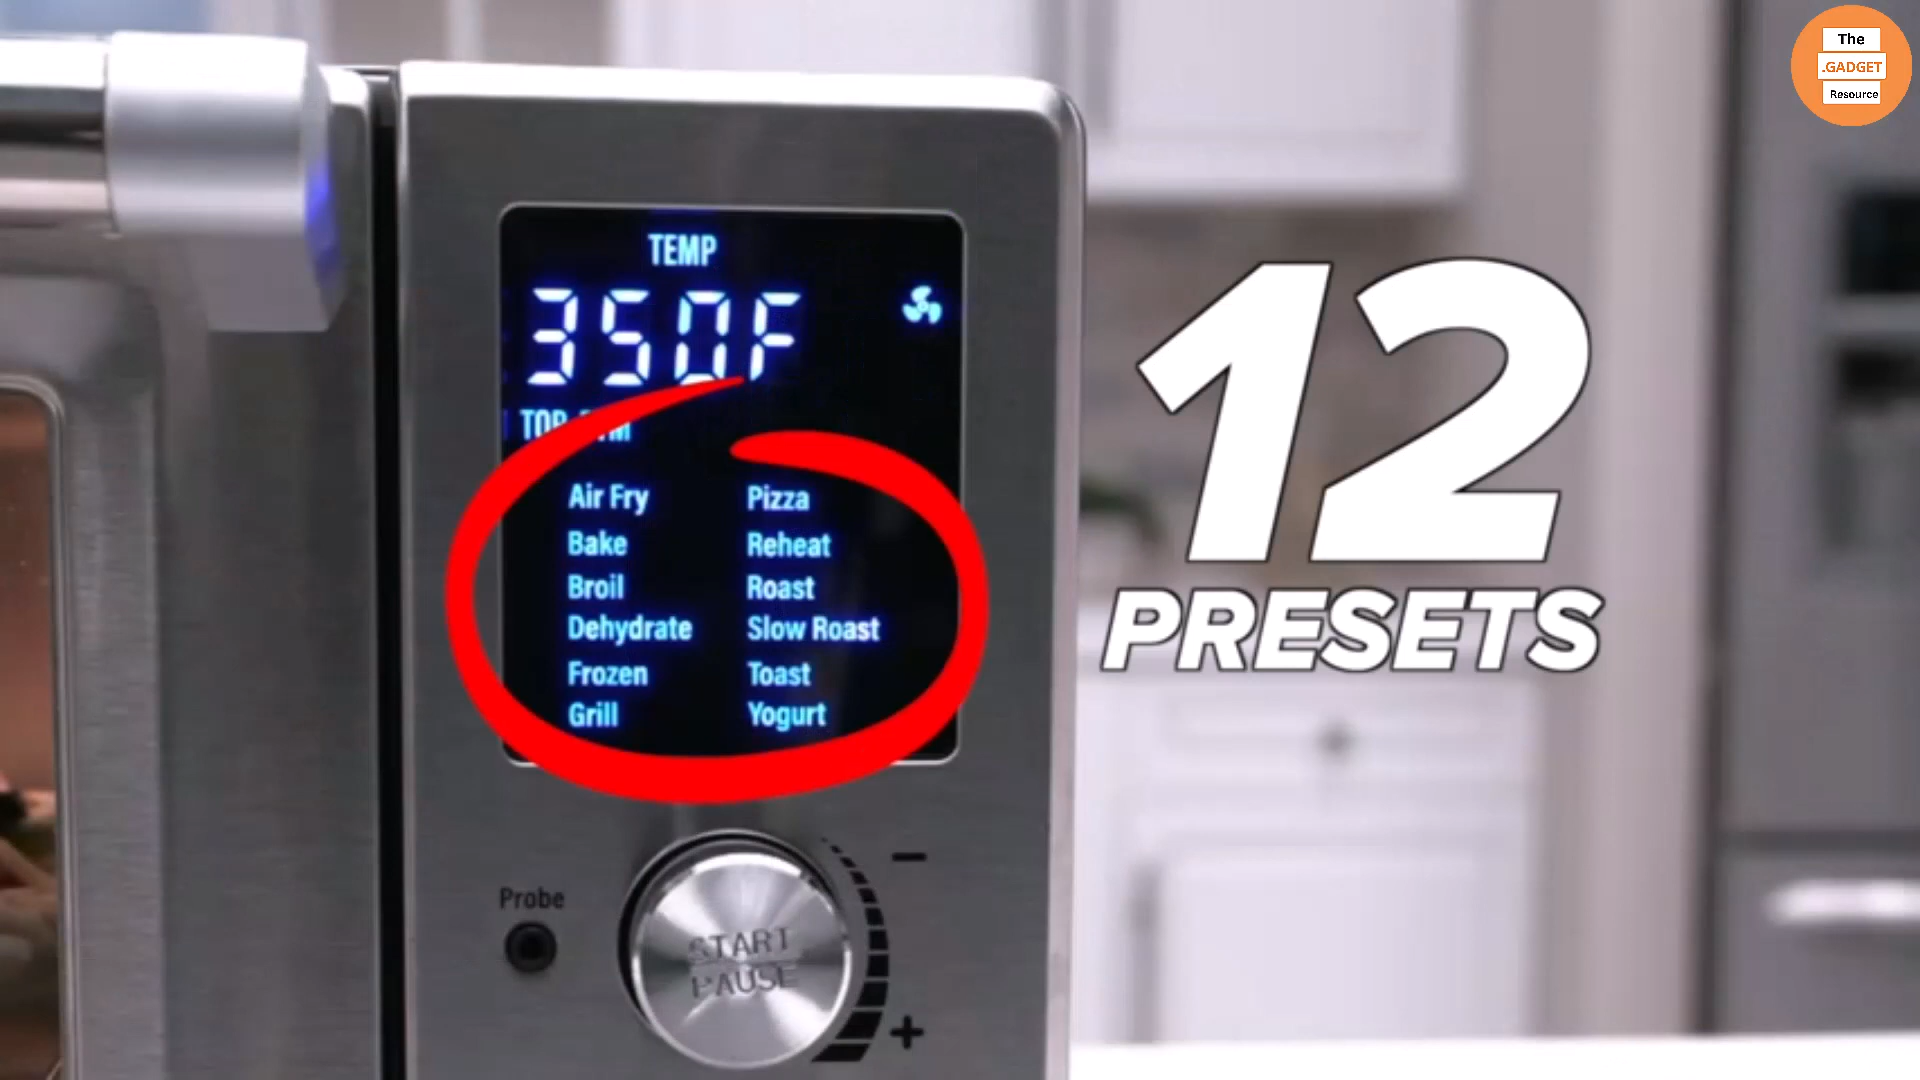 The
.GADGET
Resource
TEMP
350F
Air Fry
Pizza
Bake
Reheat
Broil
Roast
Dehydrate
Slow Roast
Frozen
Toast
Grill
Yogurt
12
PRESETS
Probe
START
PAUSE
- 
+